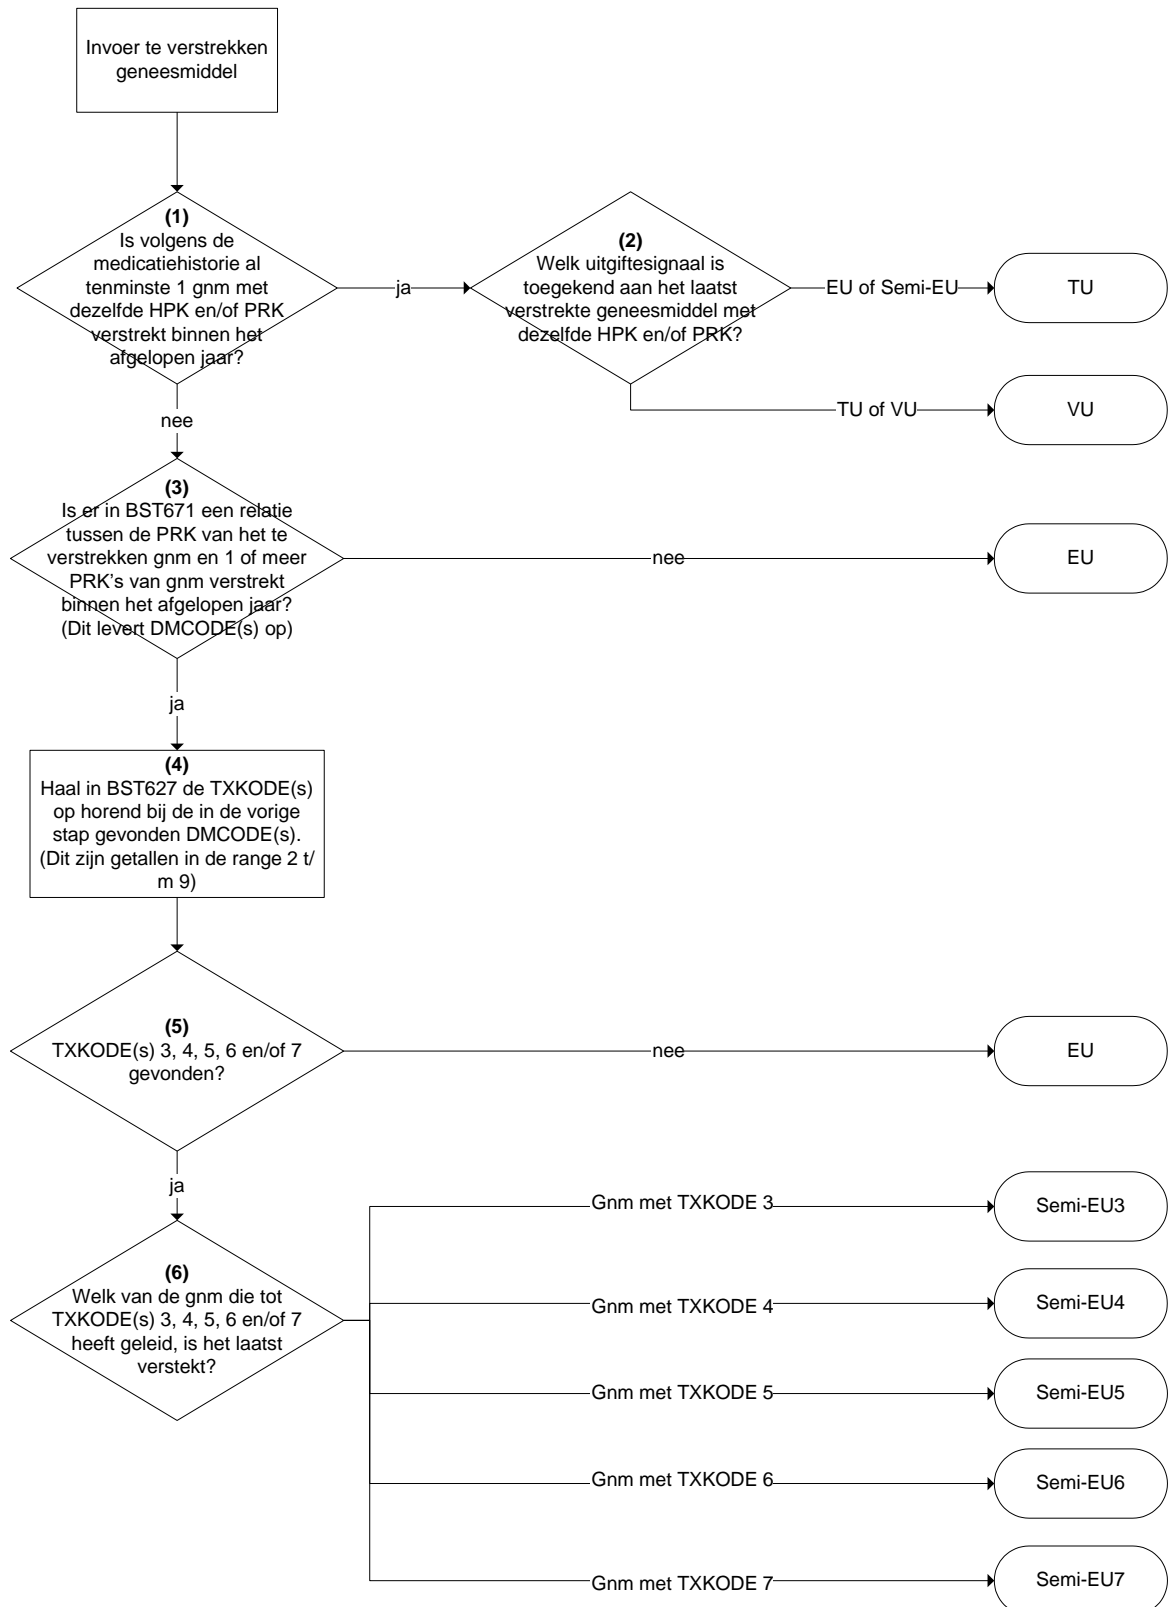 Invoer te verstrekken
geneesmiddel
(1)
Is volgens de
medicatiehistorie al
tenminste 1 gnm met
dezelfde HPK en/of PRK
verstrekt binnen het
afgelopen jaar?
ja
(2)
Welk uitgiftesignaal is
toegekend aan het laatst
verstrekte geneesmiddel met
dezelfde HPK en/of PRK?
EU of Semi-EU
TU
TU of VU
VU
nee
(3)
Is er in BST671 een relatie
tussen de PRK van het te
verstrekken gnm en 1 of meer
PRK's van gnm verstrekt
binnen het afgelopen jaar?
(Dit levert DMCODE(s) op)
nee
EU
ja
(4)
Haal in BST627 de TXKODE(s)
op horend bij de in de vorige
stap gevonden DMCODE(s).
(Dit zijn getallen in de range 2 t/
m 9)
(5)
TXKODE(s) 3, 4, 5, 6 en/of 7
gevonden?
nee
EU
ja
(6)
Welk van de gnm die tot
TXKODE(s) 3, 4, 5, 6 en/of 7
heeft geleid, is het laatst
verstekt?
Gnm met TXKODE 3
Semi-EU3
Gnm met TXKODE 4
Semi-EU4
Gnm met TXKODE 5
Semi-EU5
Gnm met TXKODE 6
Semi-EU6
Gnm met TXKODE 7
Semi-EU7